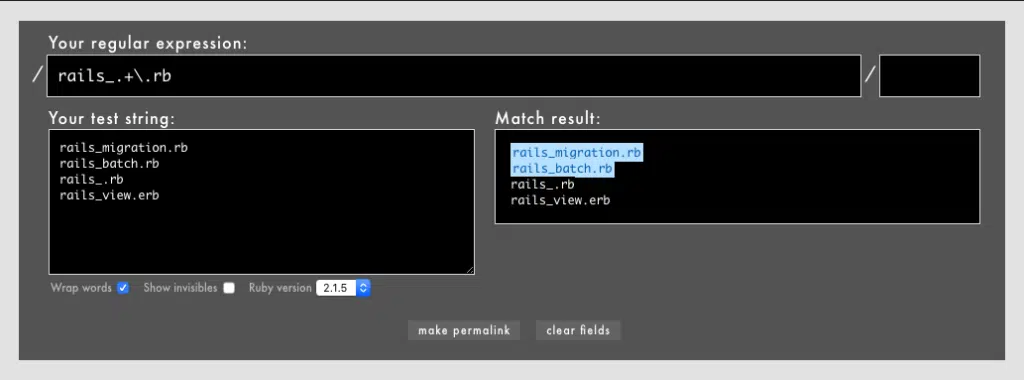 Your regular expression:
/ rails_.+\.rb /
Your test string:
rails_migration.rb
rails_batch.rb
rails_.rb
rails_view.erb
Match result:
rails_migration.rb
rails_batch.rb
rails_.rb
rails_view.erb
Wrap words Show invisibles Ruby version 2.1.5
make permalink clear fields